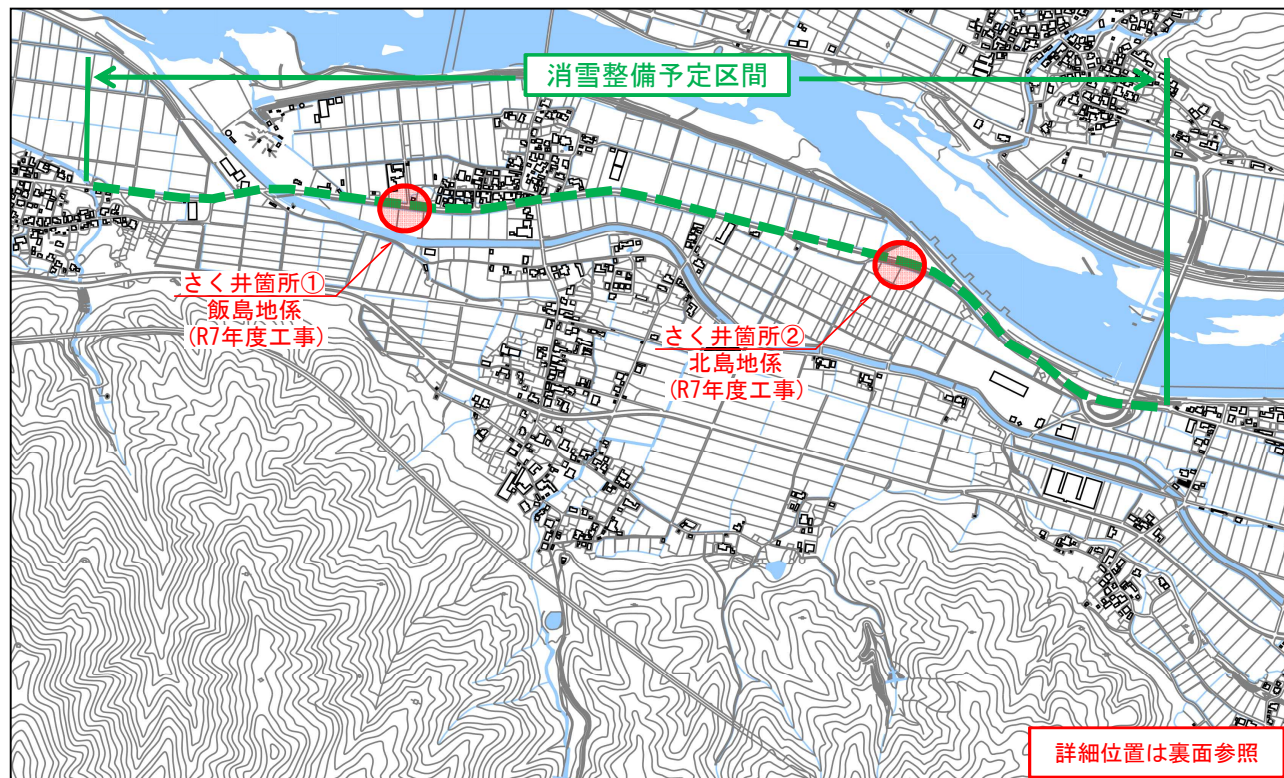 消雪整備予定区間
さく井箇所①
飯島地係
(R7年度工事)
さく井箇所②
北島地係
(R7年度工事)
詳細位置は裏面参照